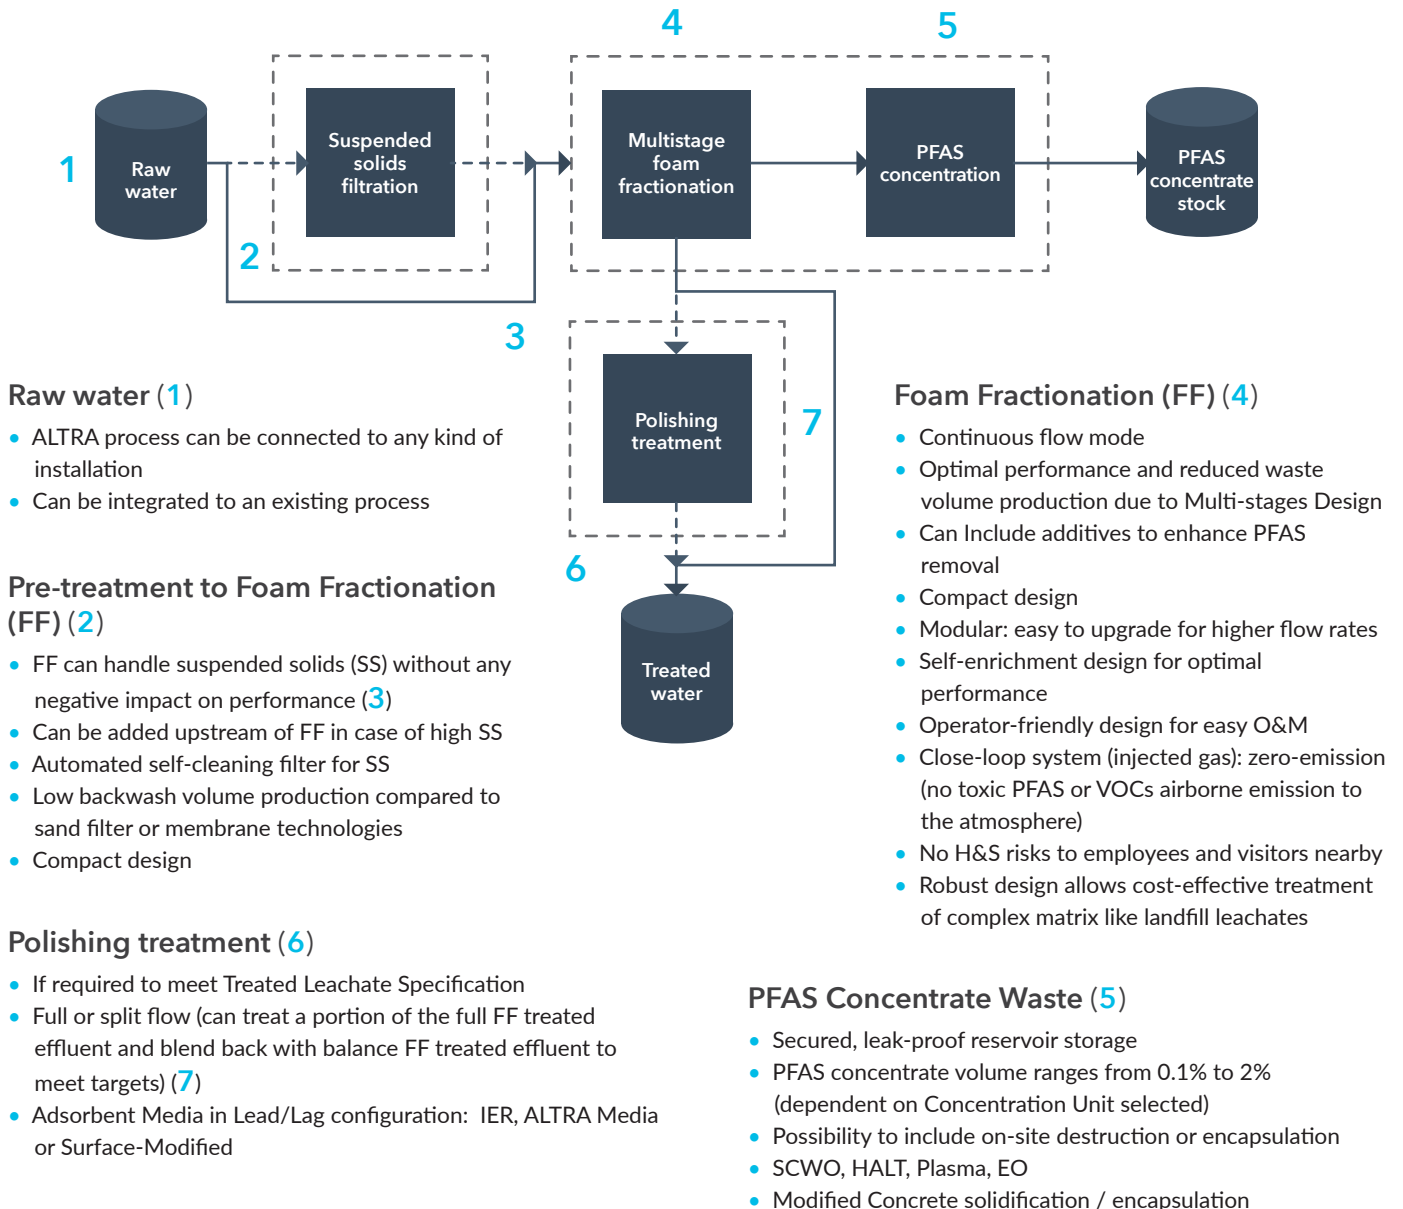 4
5
1
Raw
water
Suspended
solids
filtration
Multistage
foam
fractionation
PFAS
concentration
PFAS
concentrate
stock
2
3
Polishing
treatment
7
6
Treated
water
Raw water (1)
• ALTRA process can be connected to any kind of
installation
• Can be integrated to an existing process
Pre-treatment to Foam Fractionation
(FF) (2)
• FF can handle suspended solids (SS) without any
negative impact on performance (3)
• Can be added upstream of FF in case of high SS
• Automated self-cleaning filter for SS
• Low backwash volume production compared to
sand filter or membrane technologies
• Compact design
Polishing treatment (6)
• If required to meet Treated Leachate Specification
• Full or split flow (can treat a portion of the full FF treated
effluent and blend back with balance FF treated effluent to
meet targets) (7)
• Adsorbent Media in Lead/Lag configuration: IER, ALTRA Media
or Surface-Modified
Foam Fractionation (FF) (4)
• Continuous flow mode
• Optimal performance and reduced waste
volume production due to Multi-stages Design
• Can Include additives to enhance PFAS
removal
• Compact design
• Modular: easy to upgrade for higher flow rates
• Self-enrichment design for optimal
performance
• Operator-friendly design for easy O&M
• Close-loop system (injected gas): zero-emission
(no toxic PFAS or VOCs airborne emission to
the atmosphere)
• No H&S risks to employees and visitors nearby
• Robust design allows cost-effective treatment
of complex matrix like landfill leachates
PFAS Concentrate Waste (5)
• Secured, leak-proof reservoir storage
• PFAS concentrate volume ranges from 0.1% to 2%
(dependent on Concentration Unit selected)
• Possibility to include on-site destruction or encapsulation
• SCWO, HALT, Plasma, EO
• Modified Concrete solidification / encapsulation